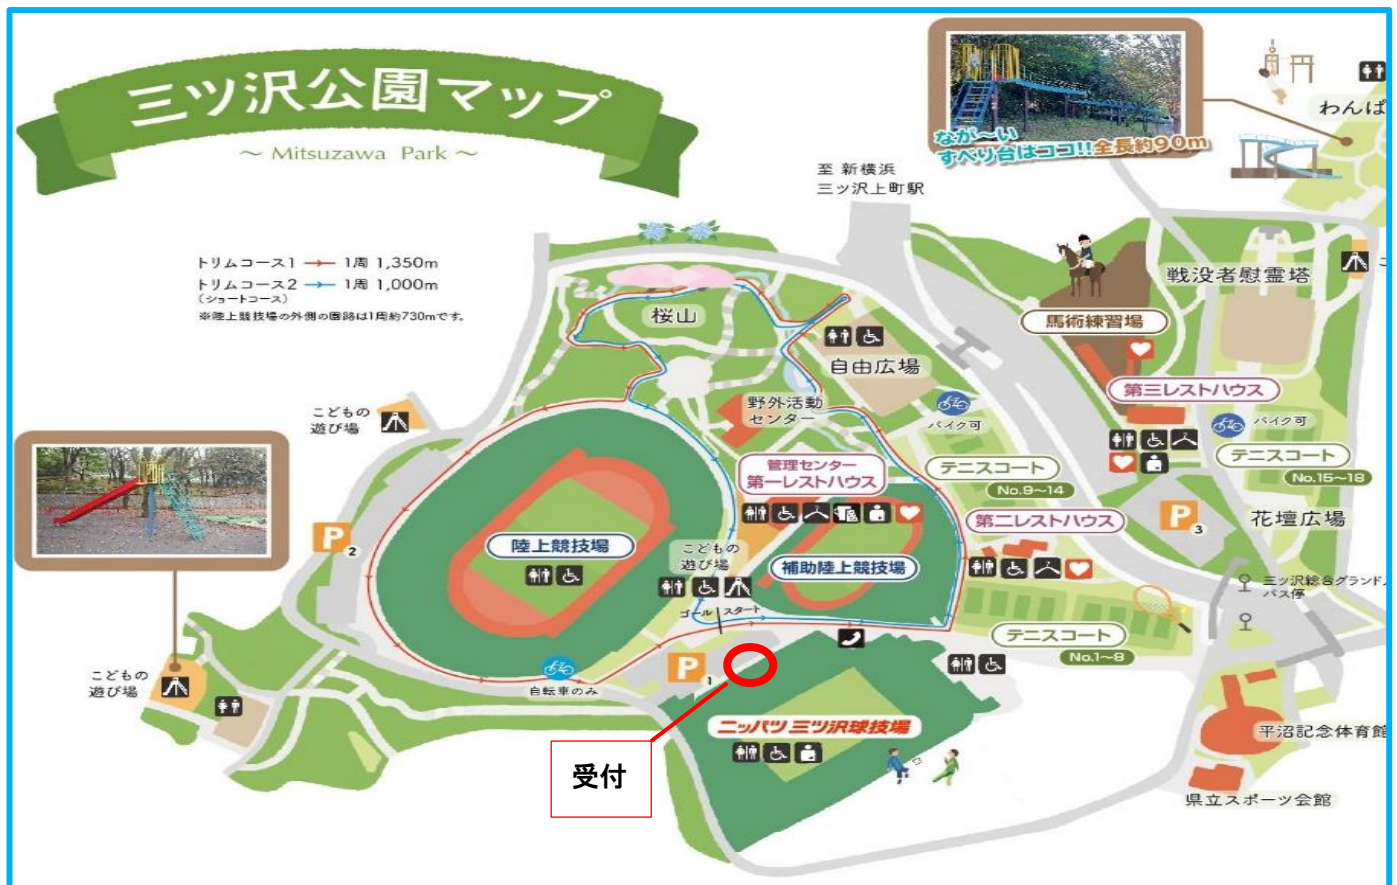 三ツ沢公園マップ
~ Mitsuzawa Park ~
なが~い
すべり台はココ!!全長約90m
わんぱ
至 新横浜
三ツ沢上町駅
トリムコース1 1周 1,350m
トリムコース2 1周 1,000m
(ショートコース)
※陸上競技場の外側の園路は1周約730mです。
桜山
自由広場
戦没者慰霊塔
こ
馬術練習場
第三レストハウス
バイク可
テニスコート
No.15~18
こどもの
遊び場
野外活動
センター
バイク可
管理センター
第一レストハウス
テニスコート
No.9~14
第二レストハウス
P3
花壇広場
P2
陸上競技場
こどもの
遊び場
補助陸上競技場
三ツ沢総合グランド入
バス停
ゴール スタート
テニスコート
No.1~8
こどもの
遊び場
自転車のみ
P1
ニッパツ 三ツ沢球技場
受付
平沼記念体育館
県立スポーツ会館